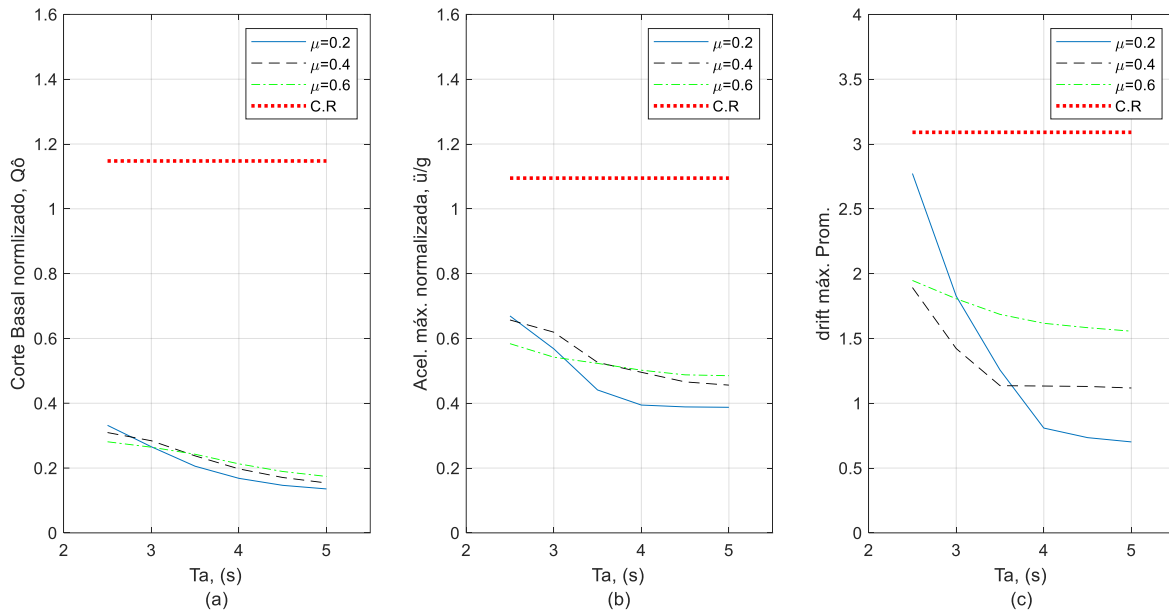 Corte Basal normlizado, Qô
1.6
1.4
1.2
1
0.8
0.6
0.4
0.2
0
2
3
4
5
Ta, (s)
(a)
μ=0.2
μ=0.4
μ=0.6
C.R
Acel. máx. normalizada, ü/g
1.6
1.4
1.2
1
0.8
0.6
0.4
0.2
0
2
3
4
5
Ta, (s)
(b)
μ=0.2
μ=0.4
μ=0.6
C.R
drift máx. Prom.
4
3.5
3
2.5
2
1.5
1
0.5
0
2
3
4
5
Ta, (s)
(c)
μ=0.2
μ=0.4
μ=0.6
C.R